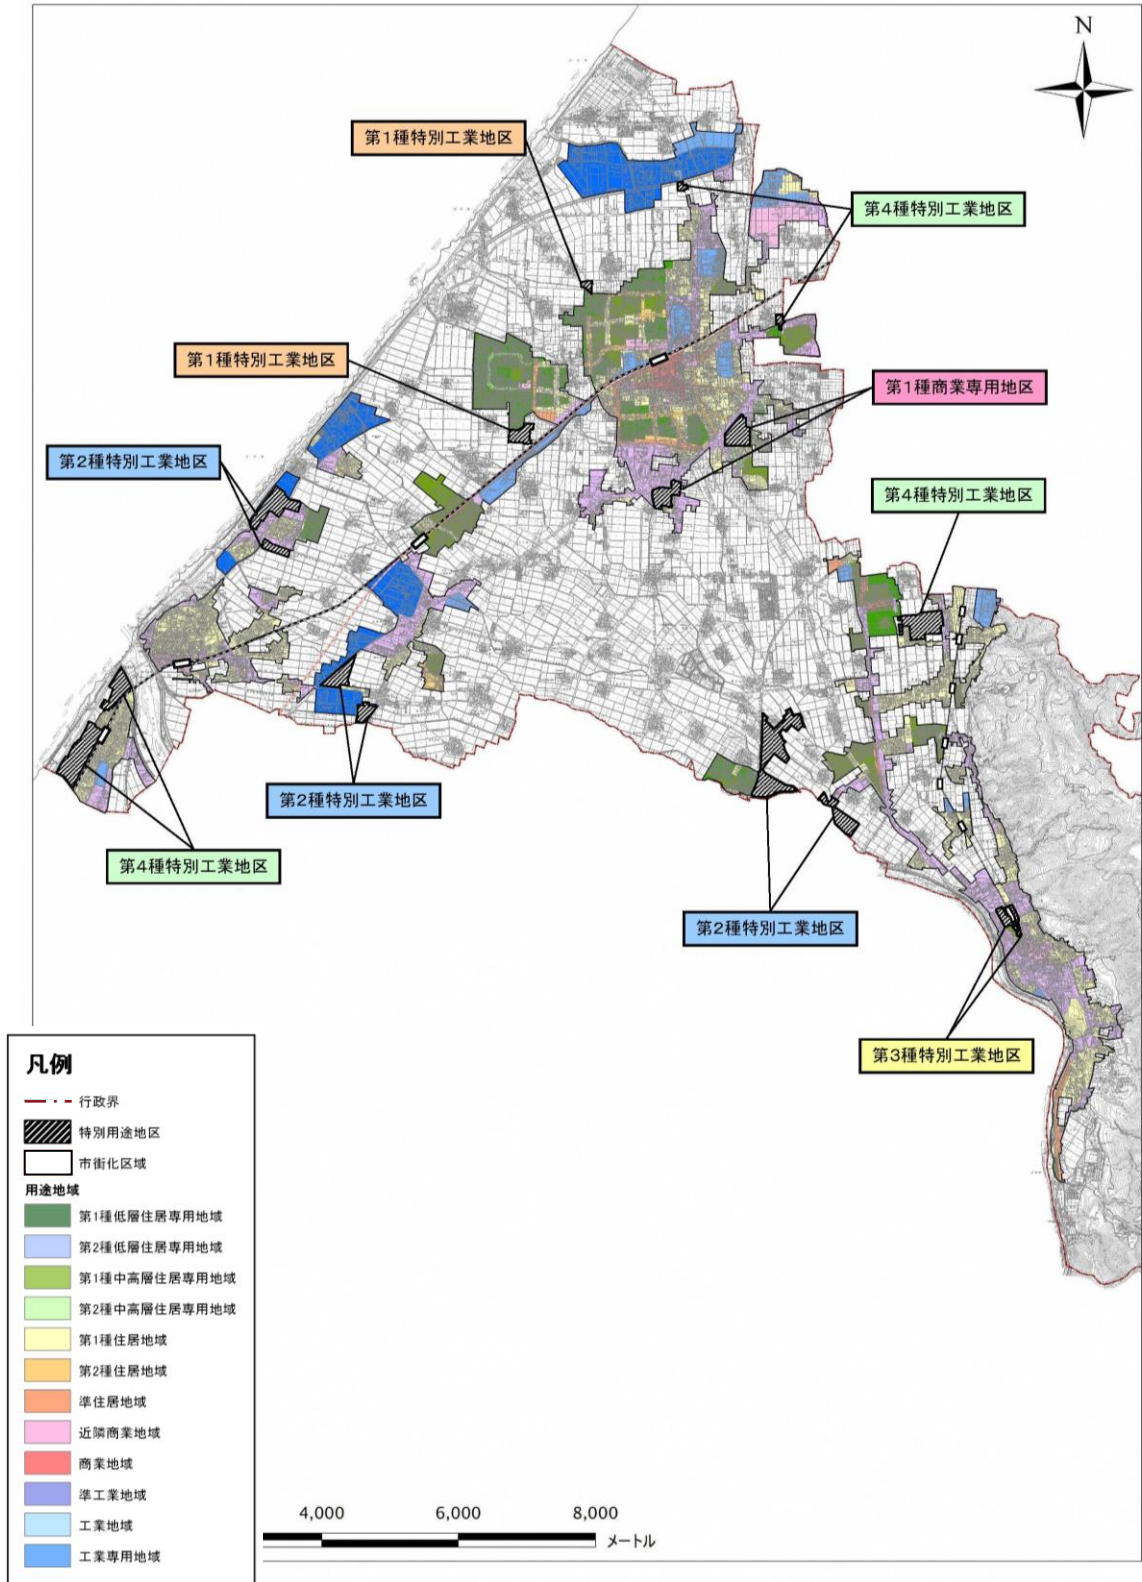 N
第1種特別工業地区
第4種特別工業地区
第1種特別工業地区
第1種商業専用地区
第2種特別工業地区
第4種特別工業地区
第2種特別工業地区
第4種特別工業地区
第2種特別工業地区
第3種特別工業地区
凡例
行政界
特別用途地区
市街化区域
用途地域
第1種低層住居専用地域
第2種低層住居専用地域
第1種中高層住居専用地域
第2種中高層住居専用地域
第1種住居地域
第2種住居地域
準住居地域
近隣商業地域
商業地域
準工業地域
工業地域
工業専用地域
4,000 6,000 8,000
メートル